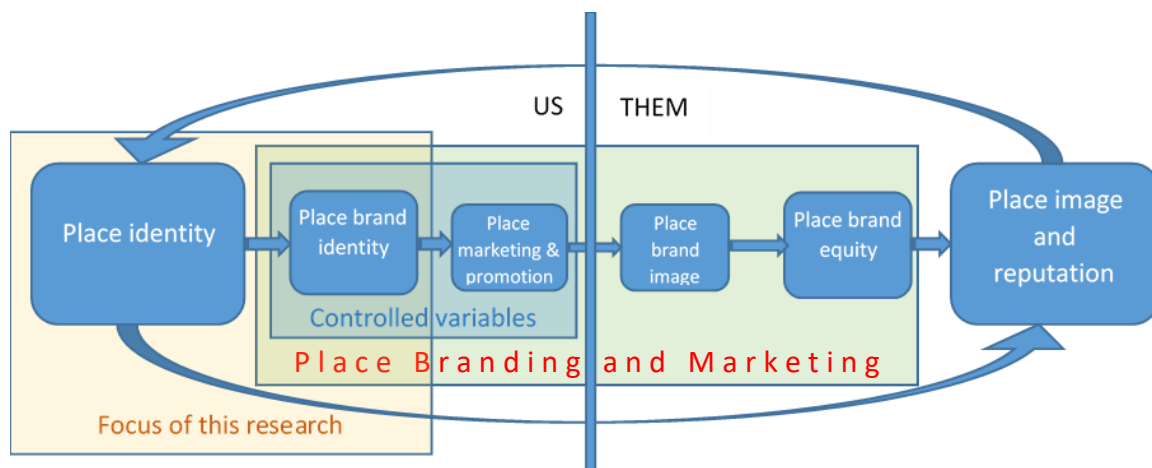 US
THEM
Place identity
Place brand
identity
Place
marketing &
promotion
Place
brand
image
Place brand
equity
Place image
and
reputation
Controlled variables
Place Branding and Marketing
Focus of this research